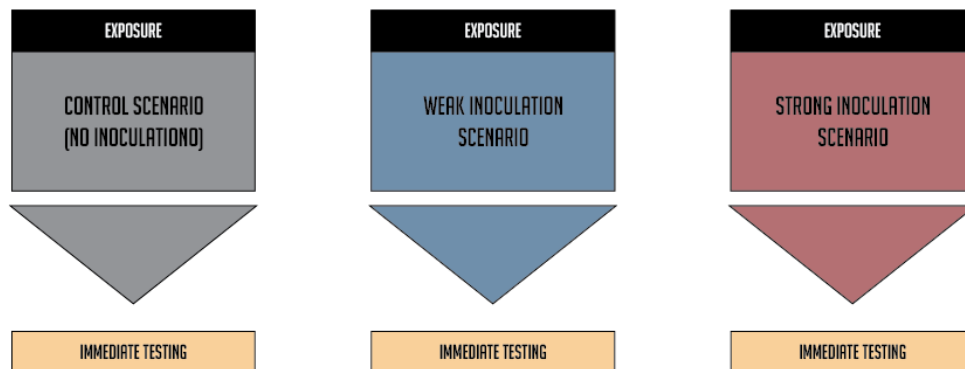 EXPOSURE
CONTROL SCENARIO
(NO INOCULATIONO)
IMMEDIATE TESTING
EXPOSURE
WEAK INOCULATION
SCENARIO
IMMEDIATE TESTING
EXPOSURE
STRONG INOCULATION
SCENARIO
IMMEDIATE TESTING